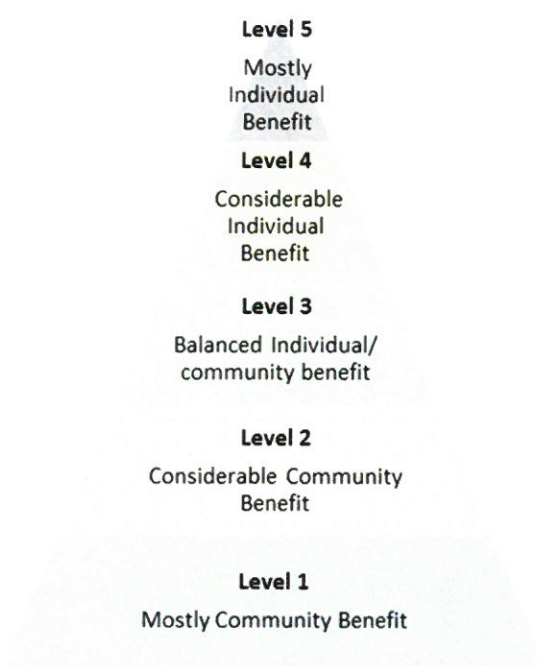 Level 5
Mostly
Individual
Benefit
Level 4
Considerable
Individual
Benefit
Level 3
Balanced Individual/
community benefit
Level 2
Considerable Community
Benefit
Level 1
Mostly Community Benefit